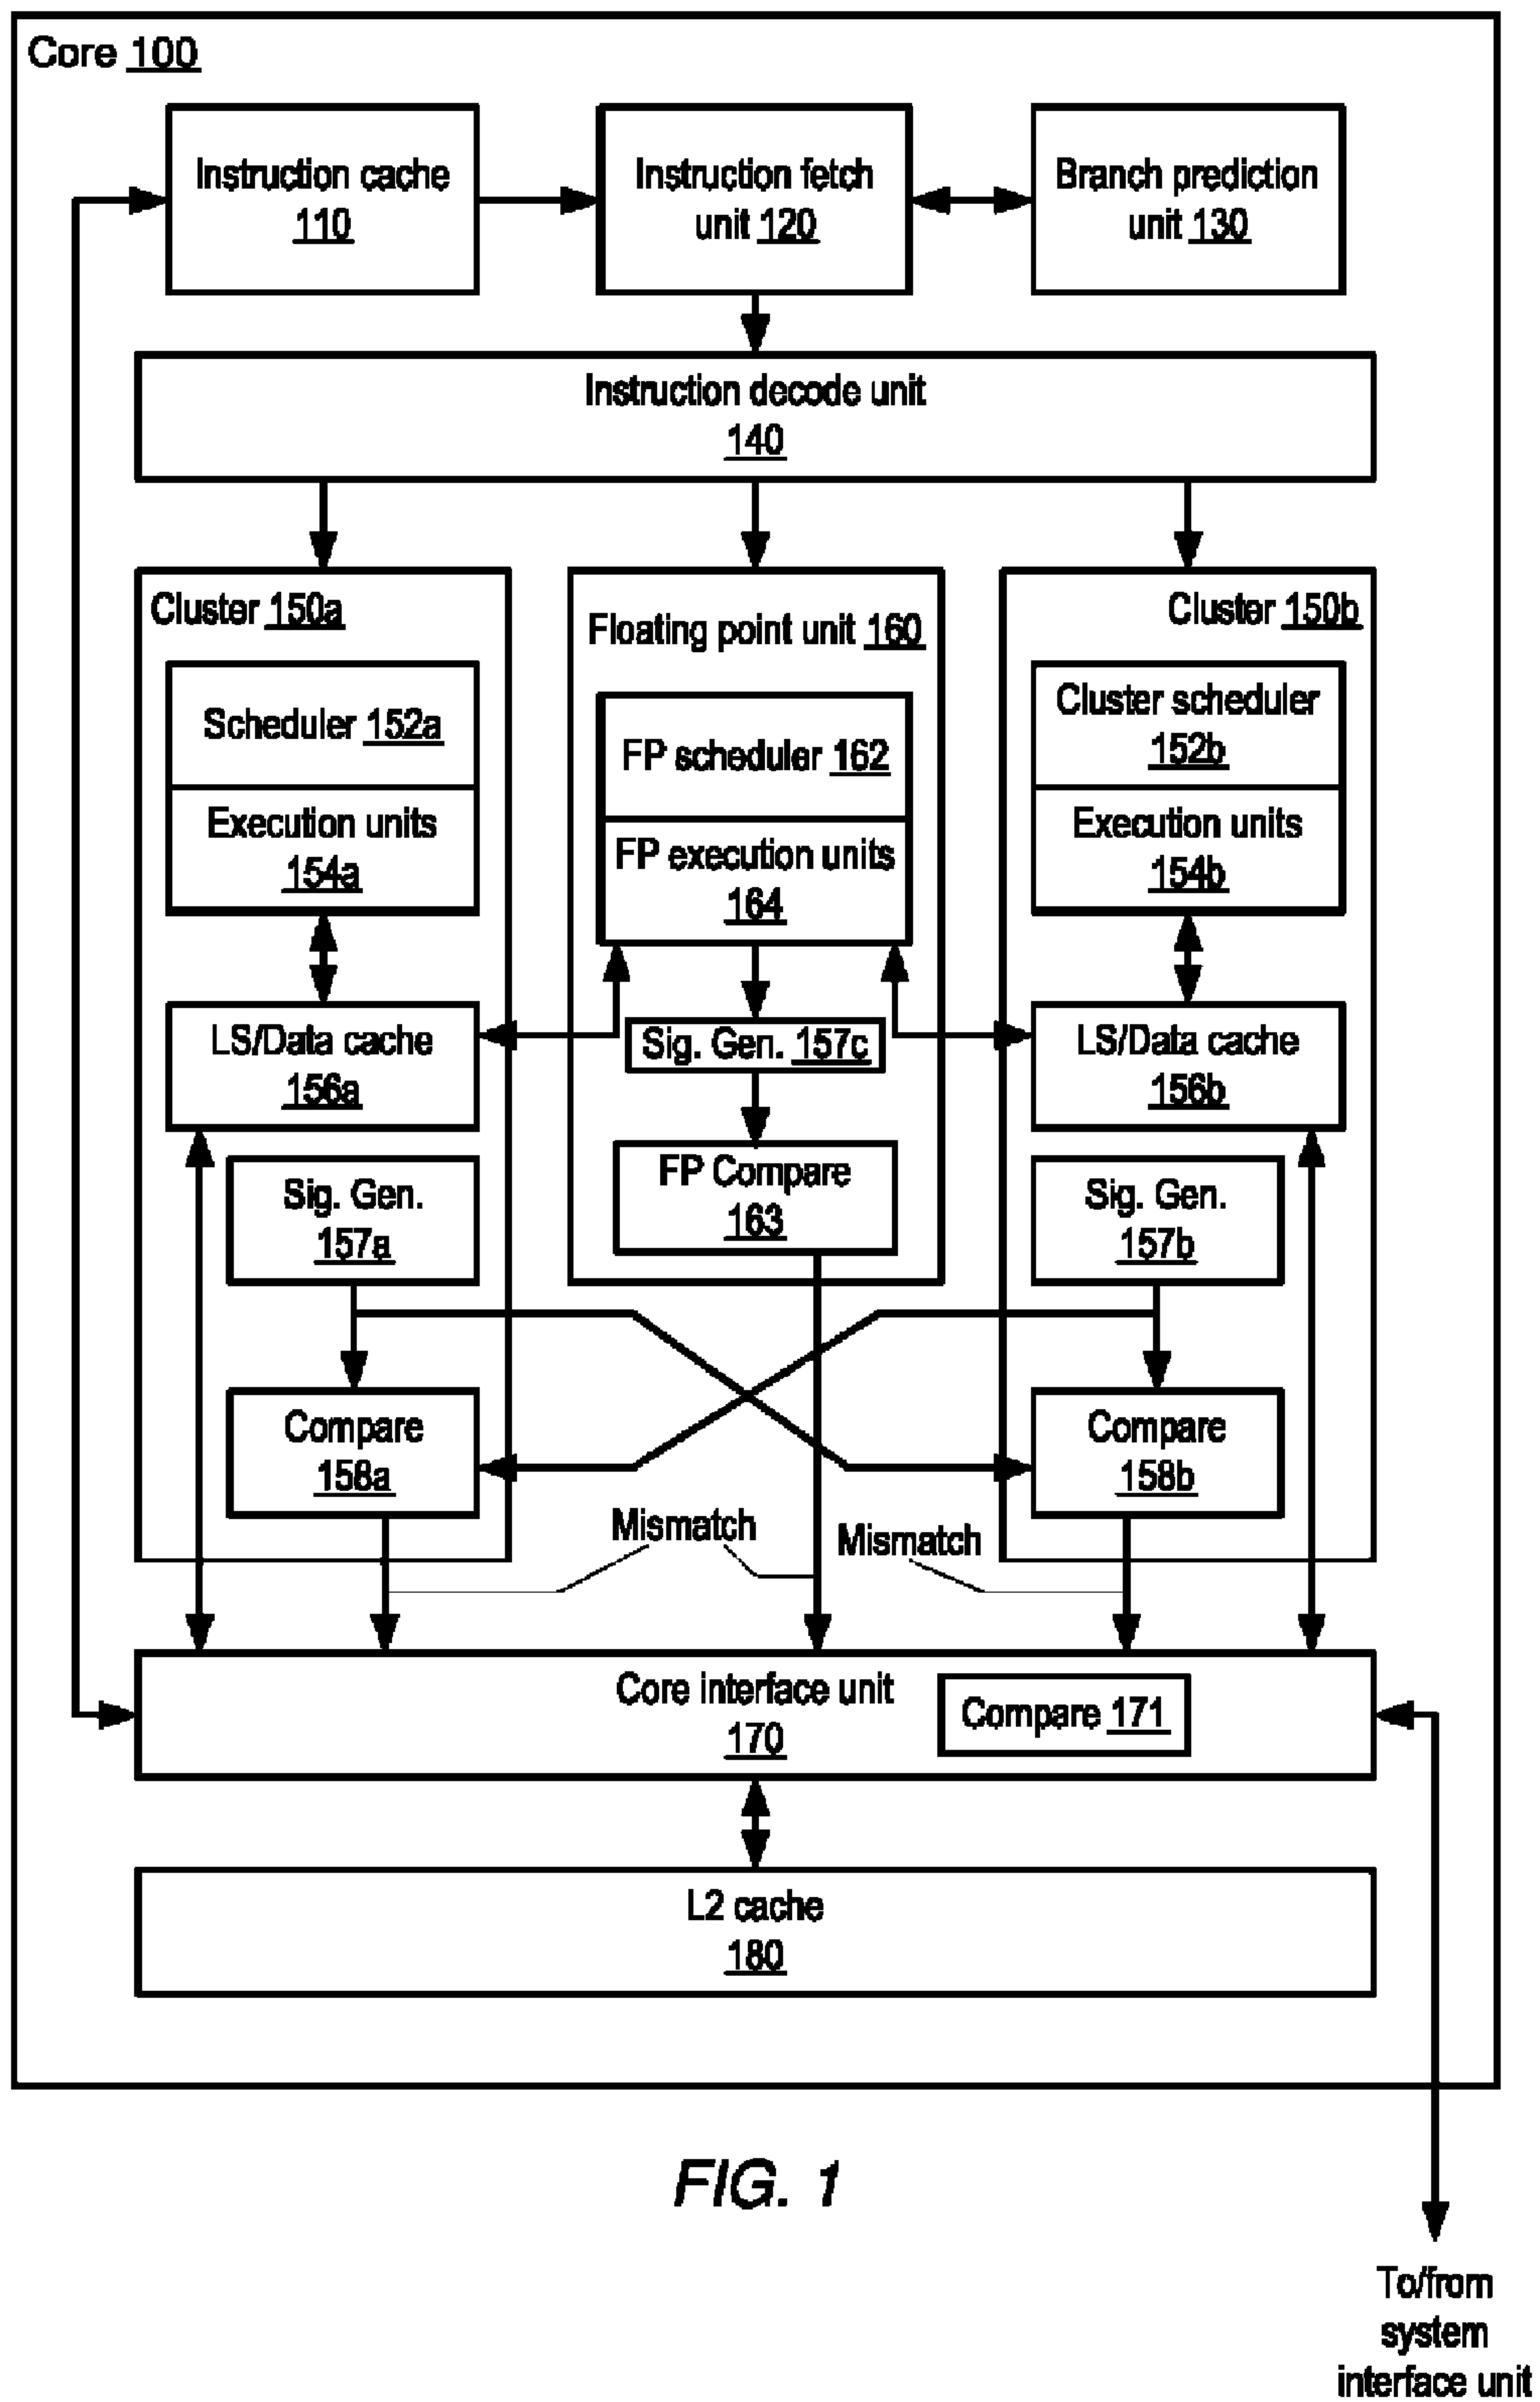 Core 100
Instruction cache
110
Instruction fetch
unit 120
Branch prediction
unit 130
Instruction decode unit
140
Cluster 150a
Scheduler 152a
Execution units
154a
LS/Data cache
156a
Sig. Gen.
157a
Compare
158a
Floating point unit 160
FP scheduler 162
FP execution units
164
Sig. Gen. 157c
FP Compare
163
Cluster 150b
Cluster scheduler
152b
Execution units
154b
LS/Data cache
156b
Sig. Gen.
157b
Compare
158b
Mismatch
Mismatch
Core interface unit
170
Compare 171
L2 cache
180
FIG. 1
To/from
system
interface unit